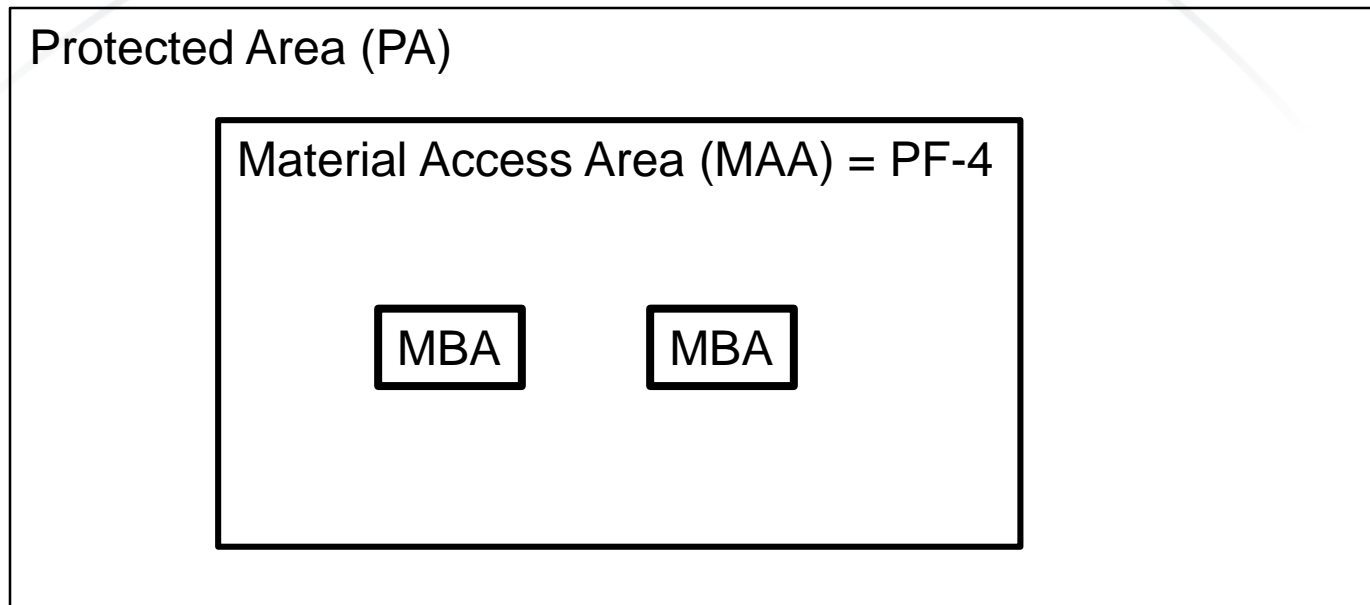 Protected Area (PA)
Material Access Area (MAA) = PF-4
MBA MBA